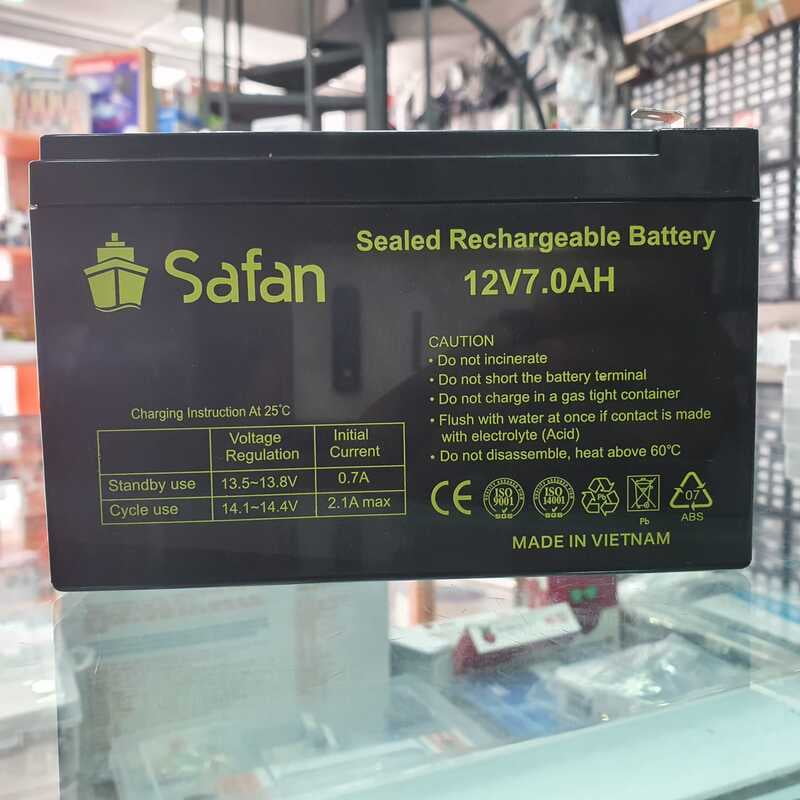 Safan
Sealed Rechargeable Battery
12V7.0AH
CAUTION
• Do not incinerate
• Do not short the battery terminal
• Do not charge in a gas tight container
• Flush with water at once if contact is made
with electrolyte (Acid)
• Do not disassemble, heat above 60℃
Charging Instruction At 25℃
Voltage Regulation Initial Current
Standby use 13.5~13.8V 0.7A
Cycle use 14.1~14.4V 2.1A max
CE ISO 9001 SGS ISO 14001 SGS Pb Pb 07 ABS
MADE IN VIETNAM